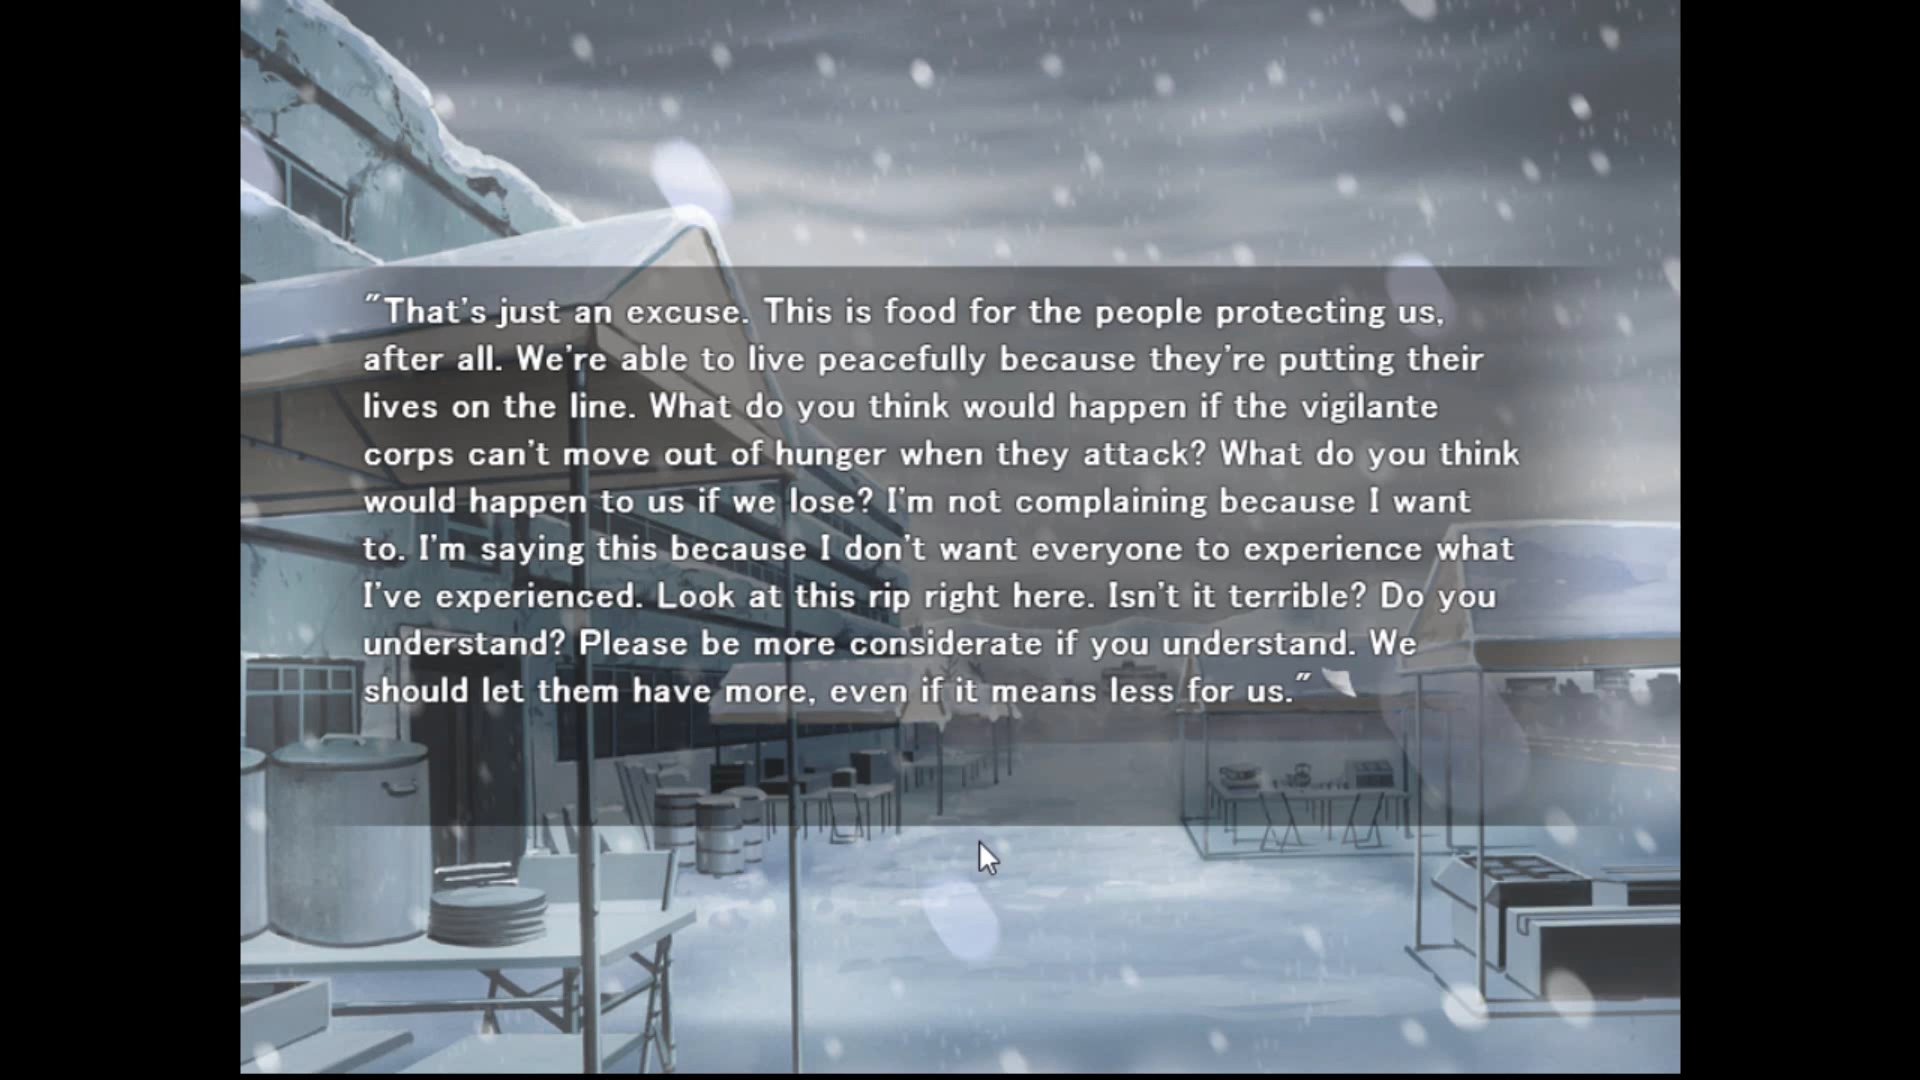 "That's just an excuse. This is food for the people protecting us,
after all. We're able to live peacefully because they're putting their
lives on the line. What do you think would happen if the vigilante
corps can't move out of hunger when they attack? What do you think
would happen to us if we lose? I'm not complaining because I want
to. I'm saying this because I don't want everyone to experience what
I've experienced. Look at this rip right here. Isn't it terrible? Do you
understand? Please be more considerate if you understand. We
should let them have more, even if it means less for us."